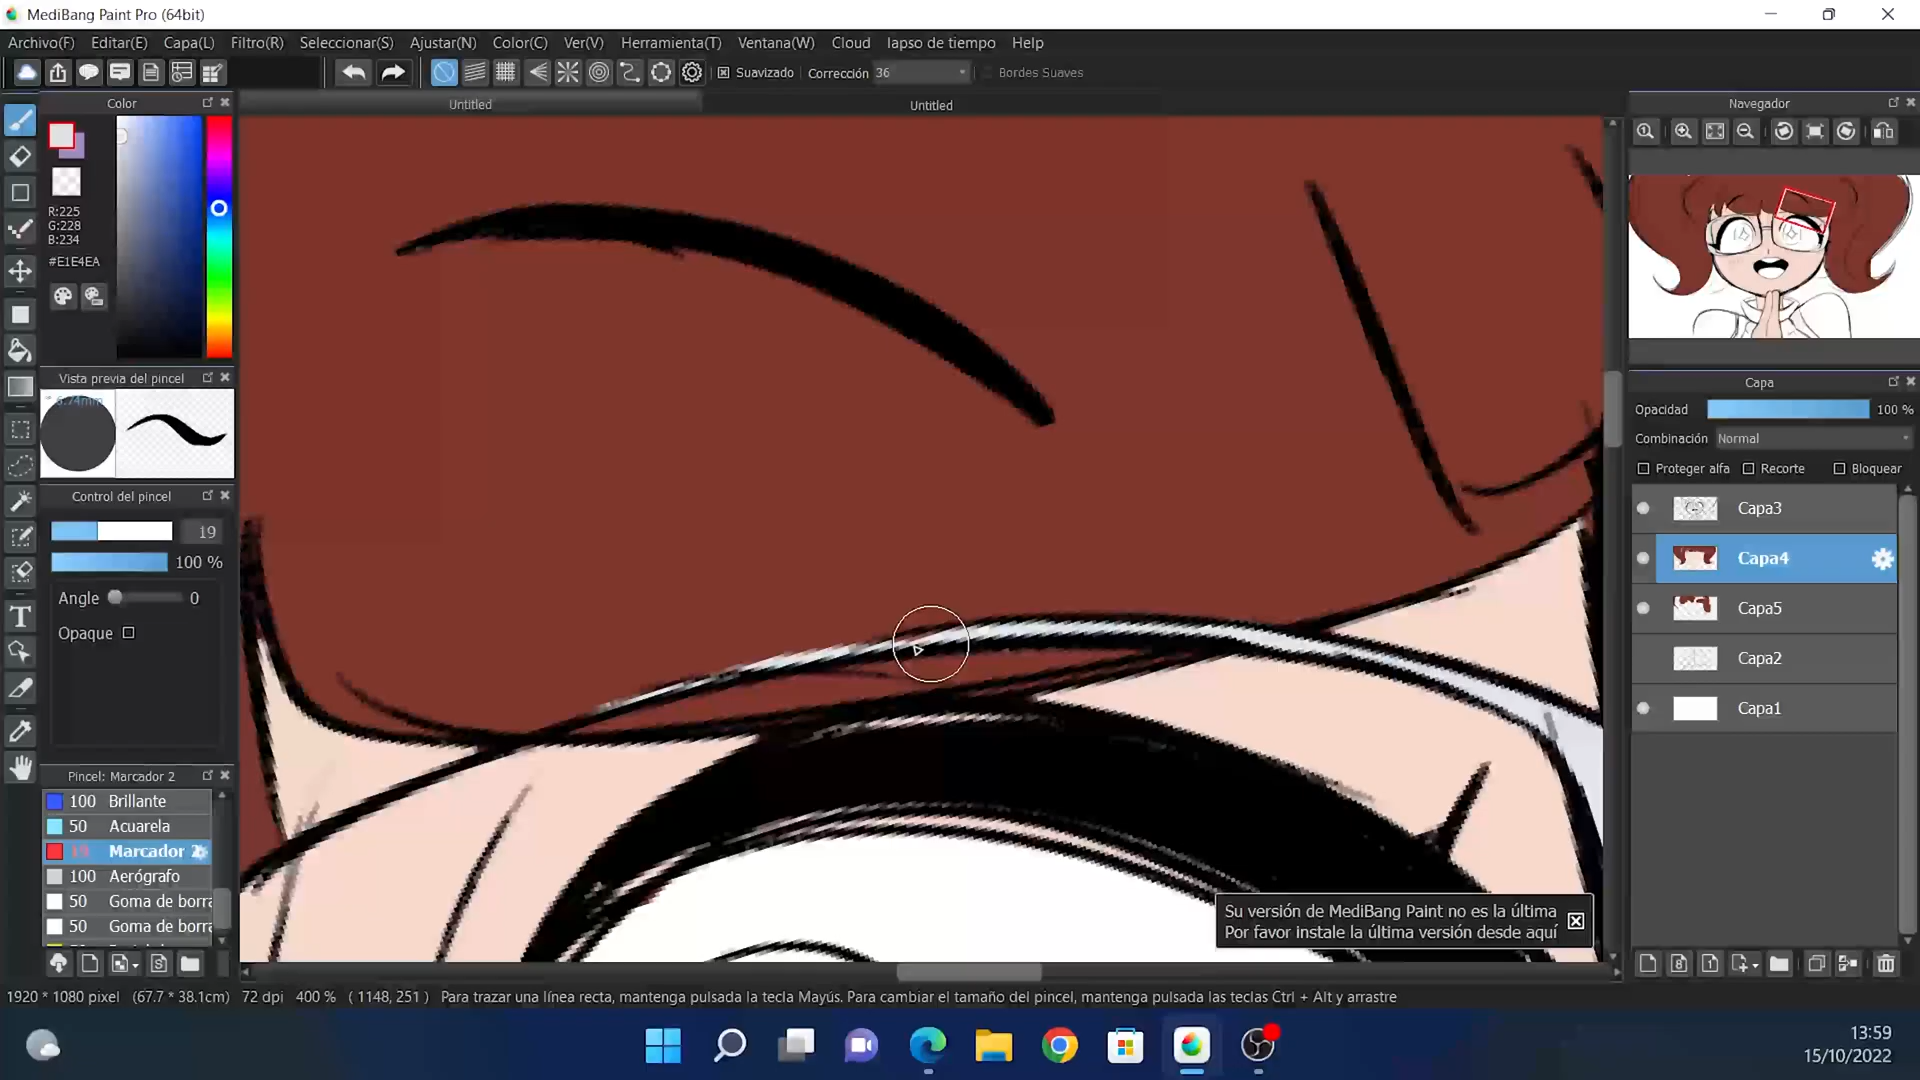 MediBang Paint Pro (64bit)
Archivo(F) Editar(E) Capa(L) Filtro(R) Seleccionar(S) Ajustar(N) Color(C) Ver(V) Herramienta(T) Ventana(W) Cloud lapso de tiempo Help
Suavizado Corrección 36 Bordes Suaves
Color
Untitled
Untitled
Navegador
R:225
G:228
B:234
#E1E4EA
Vista previa del pincel
6.74mm
Capa
Opacidad 100 %
Combinación Normal
Proteger alfa Recorte Bloquear
Control del pincel
19
100 %
Angle 0
Opaque
Capa3
Capa4
Capa5
Capa2
Capa1
Pincel: Marcador 2
100 Brillante
50 Acuarela
19 Marcador 2
100 Aerógrafo
50 Goma de borra
50 Goma de borra
Su versión de MediBang Paint no es la última
Por favor instale la última versión desde aquí
1920 * 1080 pixel (67.7 * 38.1cm) 72 dpi 400 % ( 1148, 251 ) Para trazar una línea recta, mantenga pulsada la tecla Mayús. Para cambiar el tamaño del pincel, mantenga pulsadas las teclas Ctrl + Alt y arrastre
13:59
15/10/2022